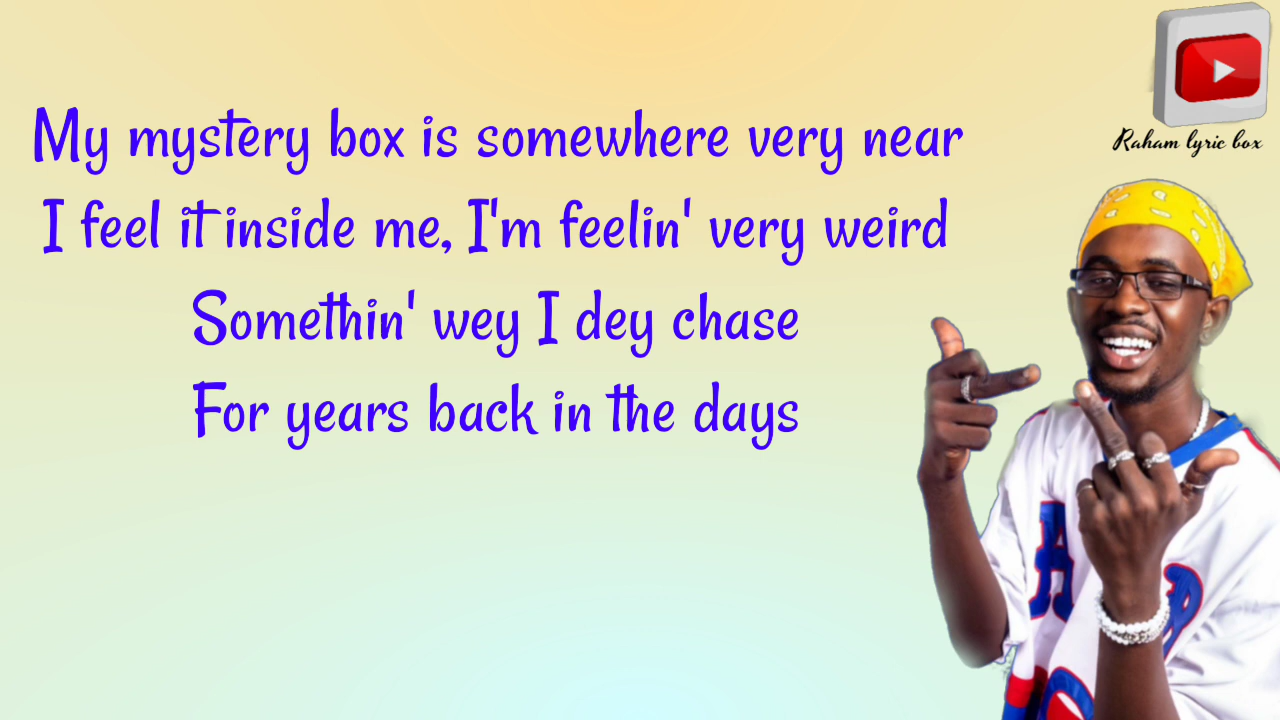 My mystery box is somewhere very near
I feel it inside me, I'm feelin' very weird
Somethin' wey I dey chase
For years back in the days
Raham lyric box